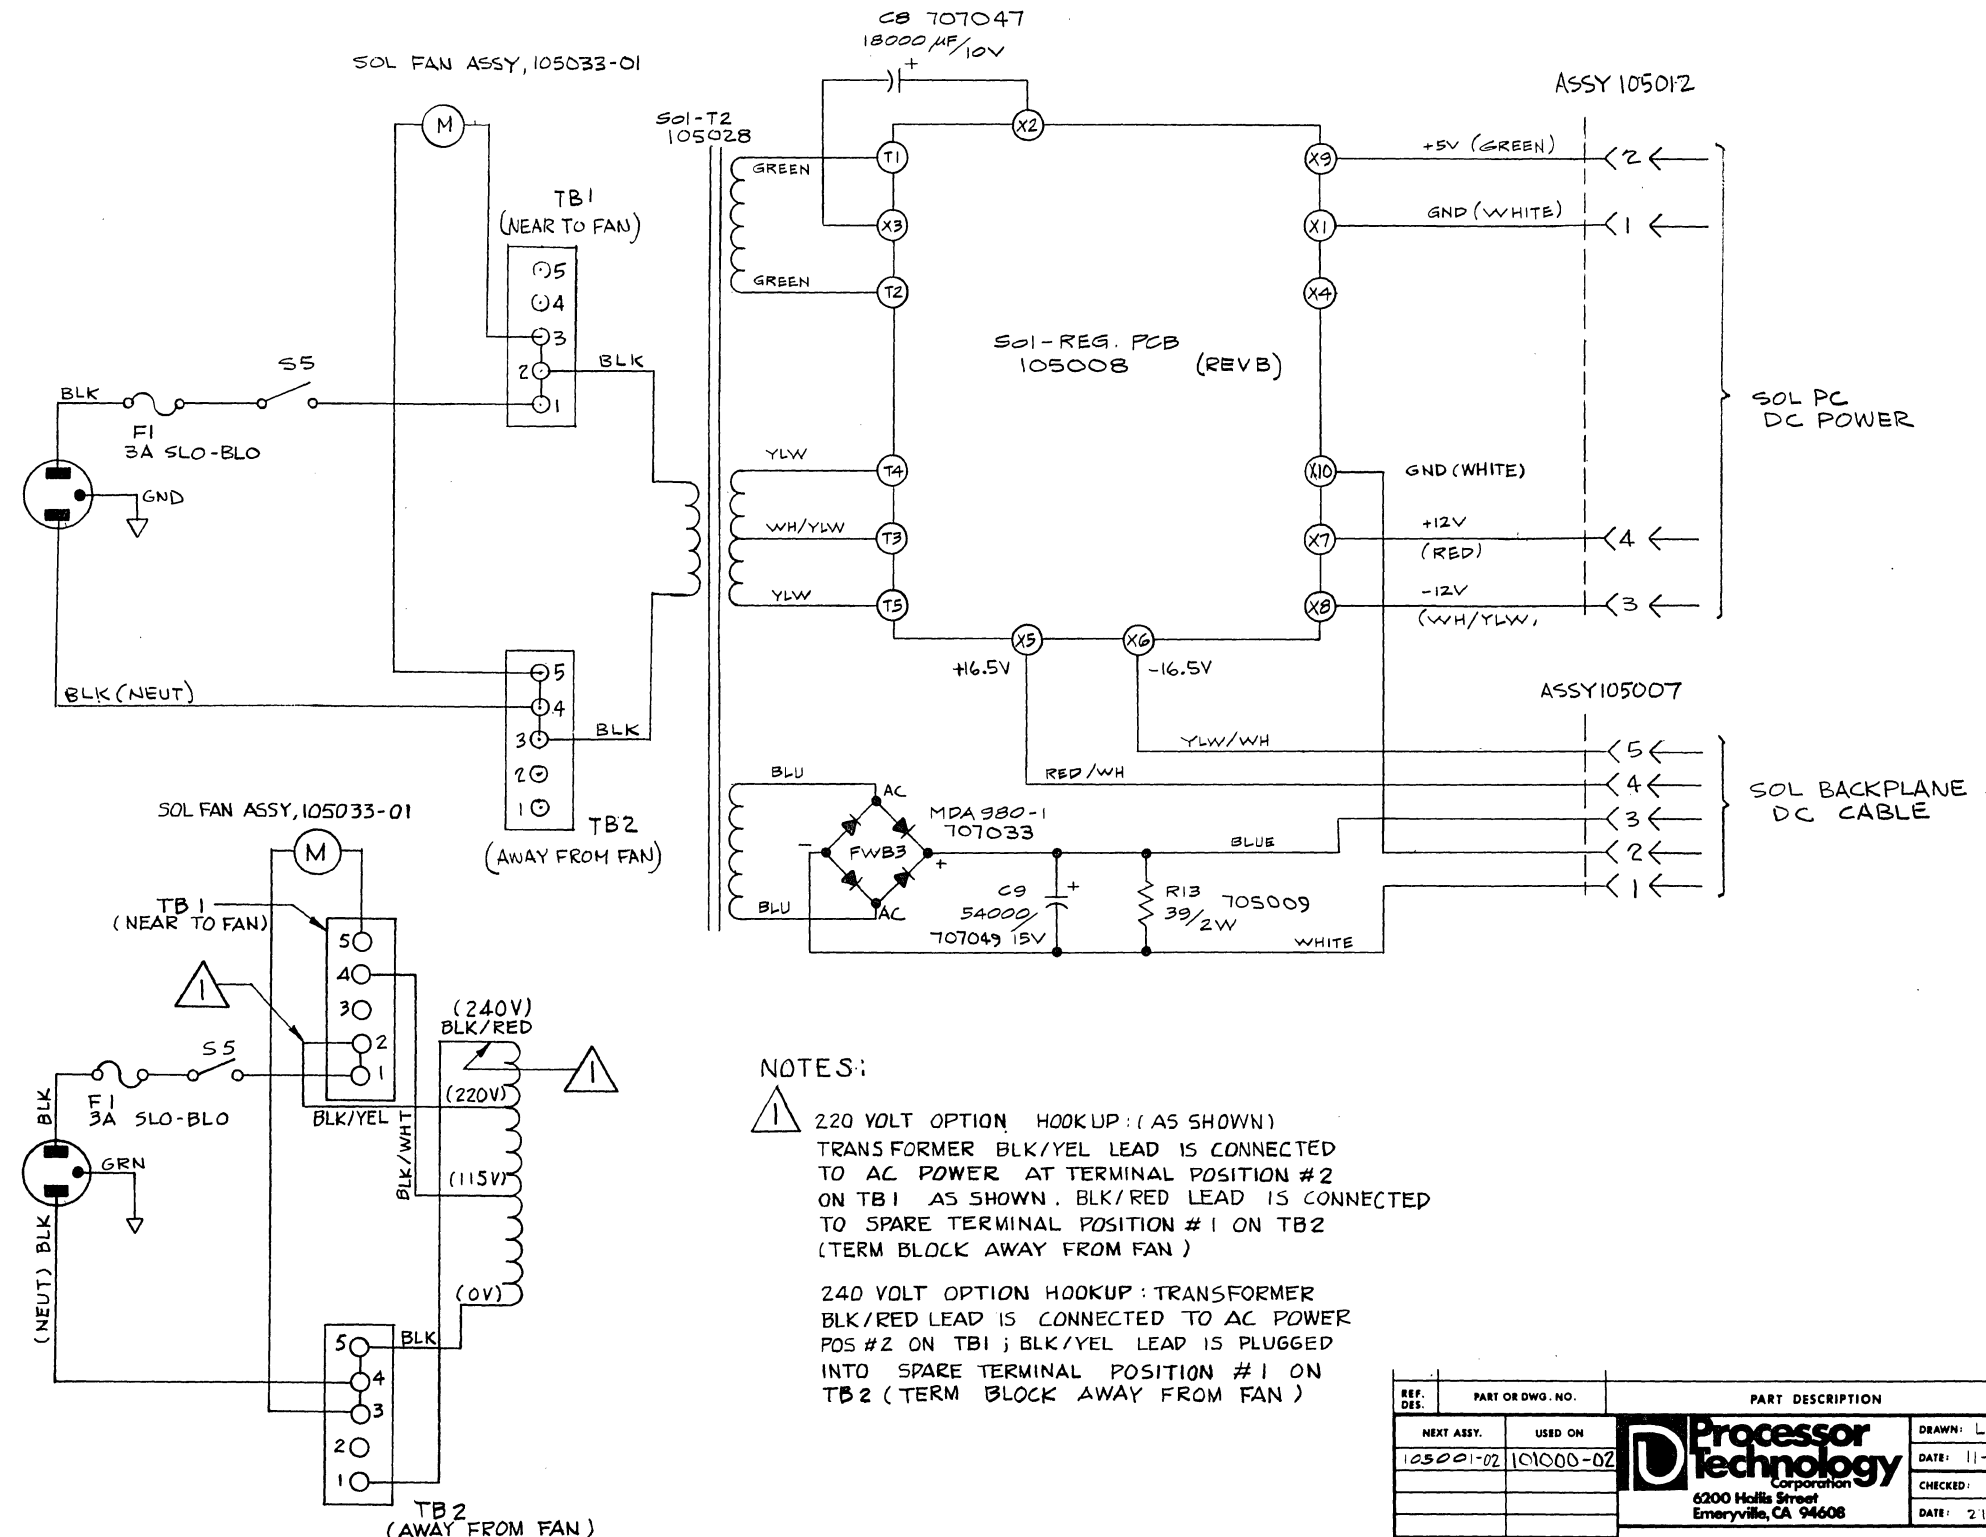 C8 707047
18000 µF/10V
+
SOL FAN ASSY, 105033-01
ASSY 105012
M
Sol-T2
105028
X2
T1
GREEN
X9
+5V (GREEN)
2
TB1
(NEAR TO FAN)
X3
X1
GND (WHITE)
1
5
4
3
2
1
GREEN
T2
X4
BLK
Sol-REG. PCB
105008
(REV B)
S5
BLK
F1
3A SLO-BLO
SOL PC
DC POWER
GND
YLW
T4
X10
GND (WHITE)
WH/YLW
T3
X7
+12V
(RED)
4
YLW
T5
X8
-12V
(WH/YLW,
3
X5
X6
+16.5V
-16.5V
BLK (NEUT)
5
4
3
2
1
BLK
ASSY 105007
YLW/WH
5
RED/WH
4
3
2
1
SOL BACKPLANE
DC CABLE
TB2
(AWAY FROM FAN)
BLU
AC
MDA 980-1
707033
-
FWB3
+
BLUE
BLU
AC
C9
+
54000/
707049 15V
R13
39/2W
705009
WHITE
SOL FAN ASSY, 105033-01
M
TB1
(NEAR TO FAN)
5
4
3
2
1
1
(240V)
BLK/RED
1
S5
F1
3A SLO-BLO
BLK
BLK/YEL
(220V)
BLK/WHT
(115V)
GRN
(NEUT) BLK
(0V)
BLK
5
4
3
2
1
TB2
(AWAY FROM FAN)
NOTES:
1
220 VOLT OPTION HOOKUP: (AS SHOWN)
TRANSFORMER BLK/YEL LEAD IS CONNECTED
TO AC POWER AT TERMINAL POSITION #2
ON TB1 AS SHOWN. BLK/RED LEAD IS CONNECTED
TO SPARE TERMINAL POSITION #1 ON TB2
(TERM BLOCK AWAY FROM FAN)
240 VOLT OPTION HOOKUP: TRANSFORMER
BLK/RED LEAD IS CONNECTED TO AC POWER
POS #2 ON TB1; BLK/YEL LEAD IS PLUGGED
INTO SPARE TERMINAL POSITION #1 ON
TB2 (TERM BLOCK AWAY FROM FAN)
REF. DES.
PART OR DWG. NO.
PART DESCRIPTION
NEXT ASSY.
USED ON
105001-02
101000-02
Processor
Technology
Corporation
6200 Hollis Street
Emeryville, CA 94608
DRAWN: L
DATE: 11-
CHECKED:
DATE: 2